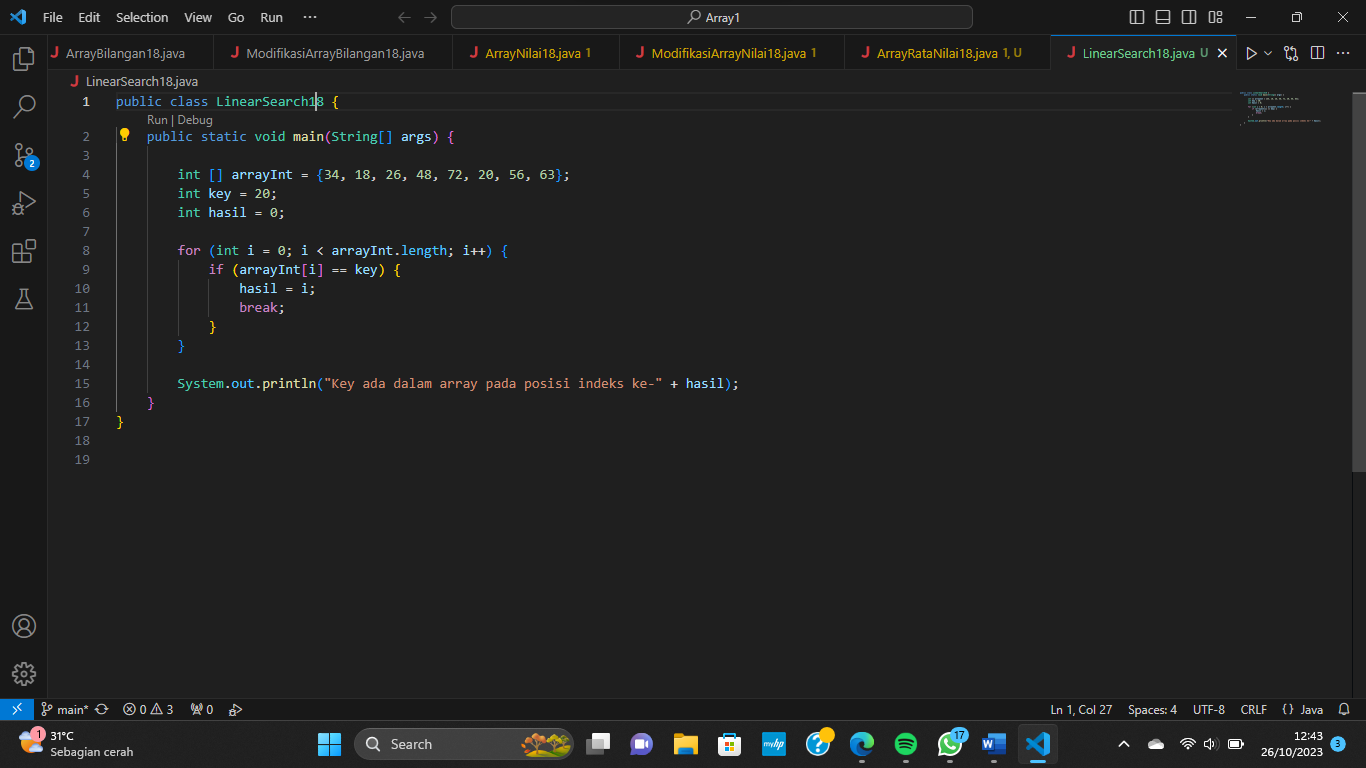 File Edit Selection View Go Run ··· Array1
ArrayBilangan18.java ModifikasiArrayBilangan18.java ArrayNilai18.java 1 ModifikasiArrayNilai18.java 1 ArrayRataNilai18.java 1, U LinearSearch18.java U
LinearSearch18.java
1 public class LinearSearch18 {
Run | Debug
2 public static void main(String[] args) {
3
4 int [] arrayInt = {34, 18, 26, 48, 72, 20, 56, 63};
5 int key = 20;
6 int hasil = 0;
7
8 for (int i = 0; i < arrayInt.length; i++) {
9 if (arrayInt[i] == key) {
10 hasil = i;
11 break;
12 }
13 }
14
15 System.out.println("Key ada dalam array pada posisi indeks ke-" + hasil);
16 }
17 }
18
19
2
main* 0 3 0 Ln 1, Col 27 Spaces: 4 UTF-8 CRLF {} Java
1 31°C
Sebagian cerah
Search
myhp
17
12:43
26/10/2023 3